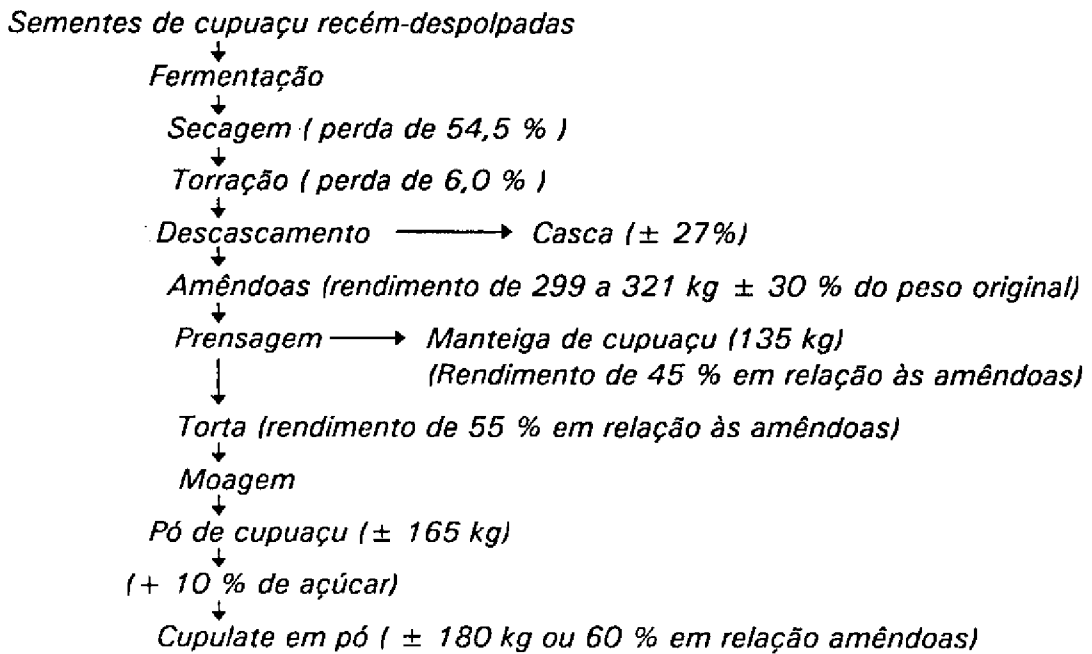 Sementes de cupuaçu recém-despolpadas
Fermentação
Secagem ( perda de 54,5 % )
Torração ( perda de 6,0 % )
Descascamento Casca (± 27%)
Amêndoas (rendimento de 299 a 321 kg ± 30 % do peso original)
Prensagem Manteiga de cupuaçu (135 kg)
(Rendimento de 45 % em relação às amêndoas)
Torta (rendimento de 55 % em relação às amêndoas)
Moagem
Pó de cupuaçu (± 165 kg)
(+ 10 % de açúcar)
Cupulate em pó ( ± 180 kg ou 60 % em relação amêndoas)